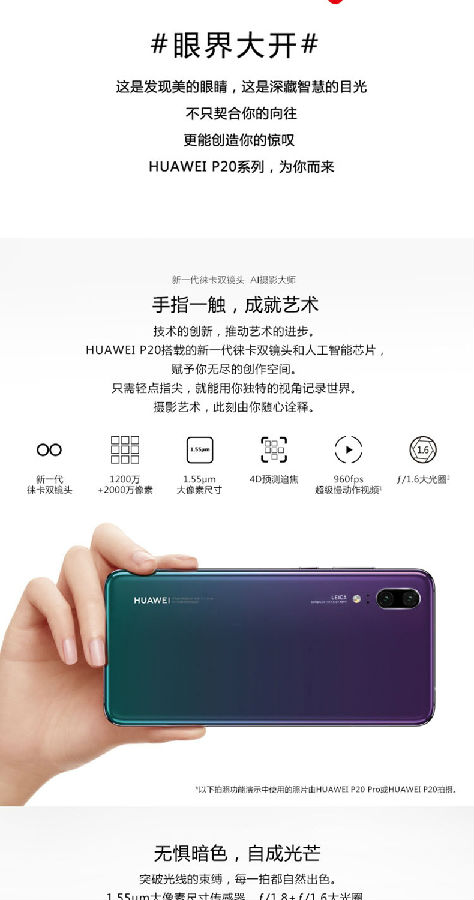 #眼界大开#
这是发现美的眼睛，这是深藏智慧的目光
不只契合你的向往
更能创造你的惊叹
HUAWEI P20系列，为你而来
新一代徕卡双镜头 AI摄影大师
手指一触，成就艺术
技术的创新，推动艺术的进步。
HUAWEI P20搭载的新一代徕卡双镜头和人工智能芯片，
赋予你无尽的创作空间。
只需轻点指尖，就能用你独特的视角记录世界。
摄影艺术，此刻由你随心诠释。
1.55μm
1.6
新一代
徕卡双镜头
1200万
+2000万像素
1.55μm
大像素尺寸
4D预测追焦
960fps
超级慢动作视频¹
ƒ/1.6大光圈²
HUAWEI
LEICA
*以下拍照功能演示中使用的照片由HUAWEI P20 Pro或HUAWEI P20拍摄。
无惧暗色，自成光芒
突破光线的束缚，每一拍都自然出色。
1.55μm大像素尺寸传感器，ƒ/1.8+ƒ/1.6大光圈